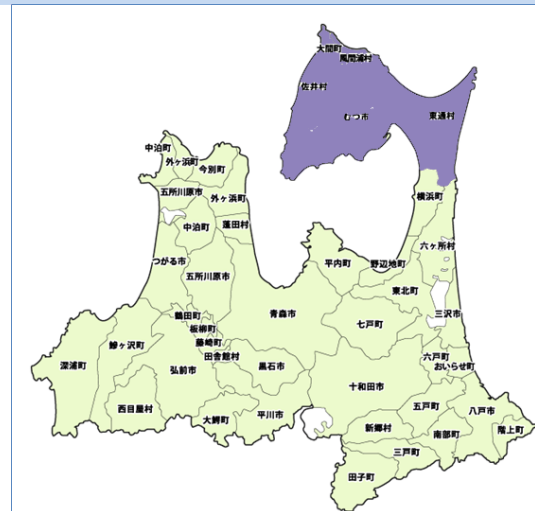 大間町
風間浦村
佐井村
むつ市
東通村
中泊町
外ヶ浜町
今別町
五所川原市
外ヶ浜町
横浜町
中泊町
蓬田村
六ヶ所村
つがる市
平内町
野辺地町
五所川原市
東北町
鶴田町
青森市
三沢市
板柳町
七戸町
藤崎町
鰺ヶ沢町
田舎館村
六戸町
深浦町
弘前市
黒石市
おいらせ町
十和田市
西目屋村
五戸町
八戸市
大鰐町
平川市
新郷村
南部町
階上町
三戸町
田子町